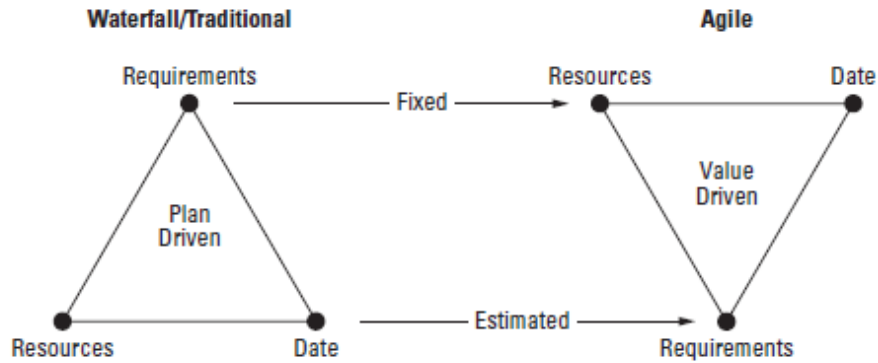 Waterfall/Traditional
Agile
Requirements
Fixed
Resources
Date
Plan
Driven
Value
Driven
Resources
Date
Estimated
Requirements